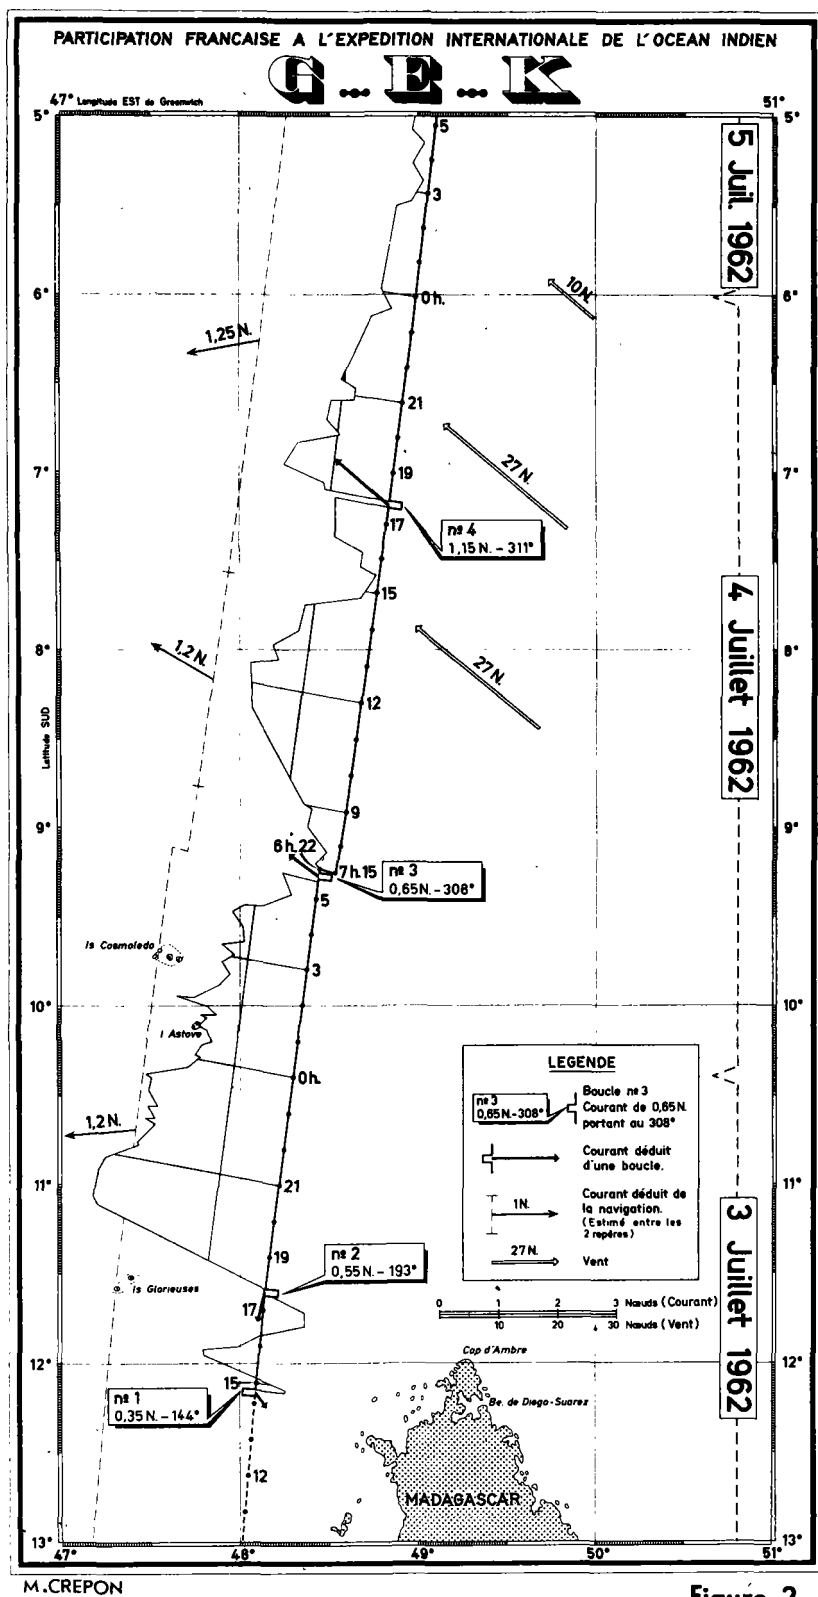 PARTICIPATION FRANCAISE A L'EXPEDITION INTERNATIONALE DE L'OCEAN INDIEN
G...E...K
47° Longitude EST de Greenwich 51°
5° 5°
5
3
5 Juil. 1962
10 N.
6° 0h. 6°
1,25 N.
21
27 N.
7° 19 7°
17
nº 4
1,15 N. - 311°
15
4 Juillet 1962
8° 1,2 N. 27 N. 8°
12
Latitude SUD
9
9° 9°
6 h. 22
7 h. 15
nº 3
0,65 N. - 308°
5
Is Cosmoledo
3
10° 10°
I Astove
0h.
LEGENDE
nº 3
0,65 N. - 308°
Boucle nº 3
Courant de 0,65 N.
portant au 308°
Courant déduit
d'une boucle.
1,2 N.
21
11° 11°
1 N.
Courant déduit de
la navigation.
(Estimé entre les
2 repères)
27 N.
Vent
3 Juillet 1962
19
nº 2
0,55 N. - 193°
Is Glorieuses
17
0 1 2 3 Nœuds (Courant)
10 20 30 Nœuds (Vent)
12° 12°
Cap d'Ambre
15
nº 1
0,35 N. - 144°
Be. de Diego-Suarez
12
MADAGASCAR
13° 13°
47° 48° 49° 50° 51°
M. CREPON
Figure 2